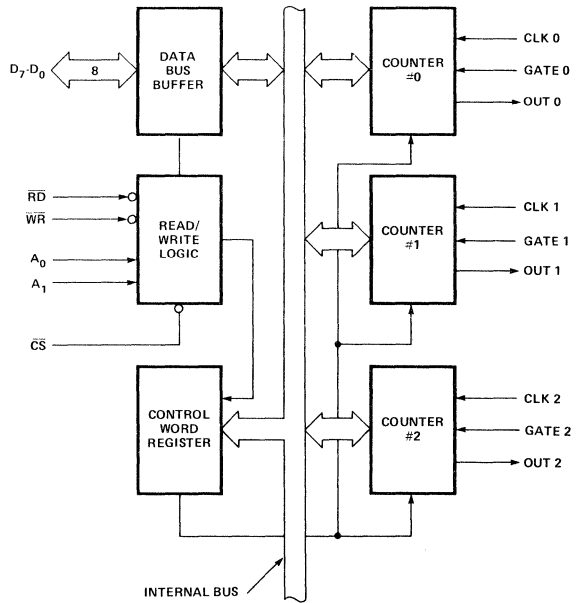 D7-D0
8
DATA
BUS
BUFFER
COUNTER
#0
CLK 0
GATE 0
OUT 0
RD
WR
A0
A1
CS
READ/
WRITE
LOGIC
COUNTER
#1
CLK 1
GATE 1
OUT 1
CONTROL
WORD
REGISTER
COUNTER
#2
CLK 2
GATE 2
OUT 2
INTERNAL BUS